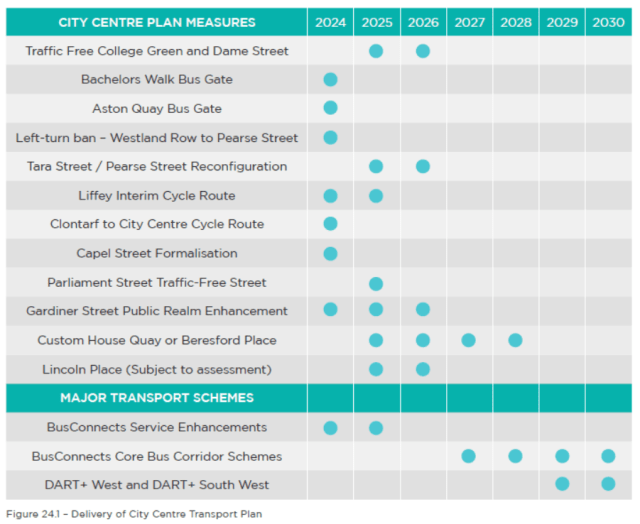 CITY CENTRE PLAN MEASURES 2024 2025 2026 2027 2028 2029 2030
Traffic Free College Green and Dame Street
Bachelors Walk Bus Gate
Aston Quay Bus Gate
Left-turn ban – Westland Row to Pearse Street
Tara Street / Pearse Street Reconfiguration
Liffey Interim Cycle Route
Clontarf to City Centre Cycle Route
Capel Street Formalisation
Parliament Street Traffic-Free Street
Gardiner Street Public Realm Enhancement
Custom House Quay or Beresford Place
Lincoln Place (Subject to assessment)
MAJOR TRANSPORT SCHEMES
BusConnects Service Enhancements
BusConnects Core Bus Corridor Schemes
DART+ West and DART+ South West
Figure 24.1 – Delivery of City Centre Transport Plan